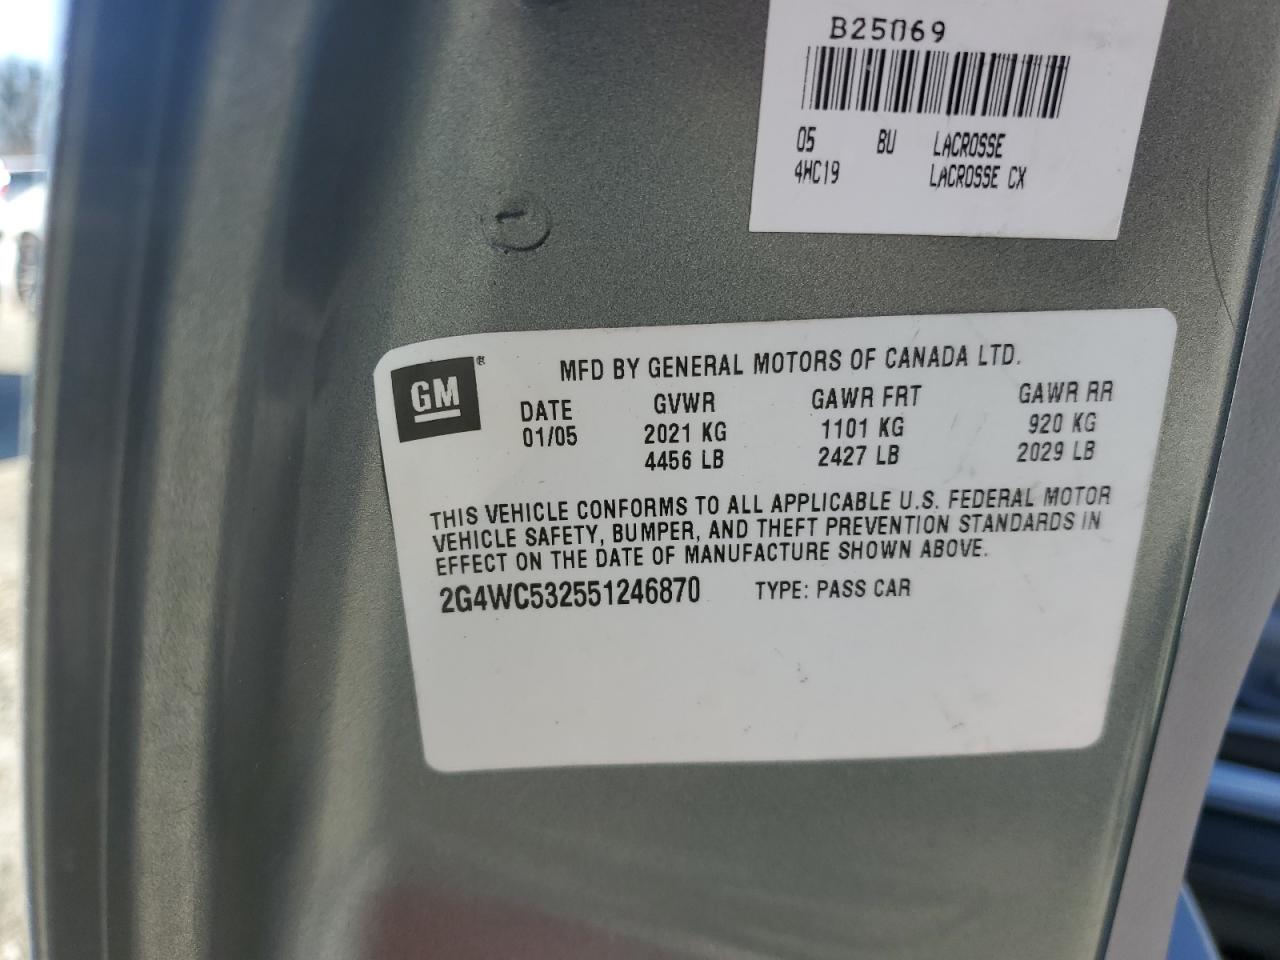 B25069
05 BU LACROSSE
4HC19 LACROSSE CX
GM®
MFD BY GENERAL MOTORS OF CANADA LTD.
DATE GVWR GAWR FRT GAWR RR
01/05 2021 KG 1101 KG 920 KG
4456 LB 2427 LB 2029 LB
THIS VEHICLE CONFORMS TO ALL APPLICABLE U.S. FEDERAL MOTOR
VEHICLE SAFETY, BUMPER, AND THEFT PREVENTION STANDARDS IN
EFFECT ON THE DATE OF MANUFACTURE SHOWN ABOVE.
2G4WC532551246870 TYPE: PASS CAR